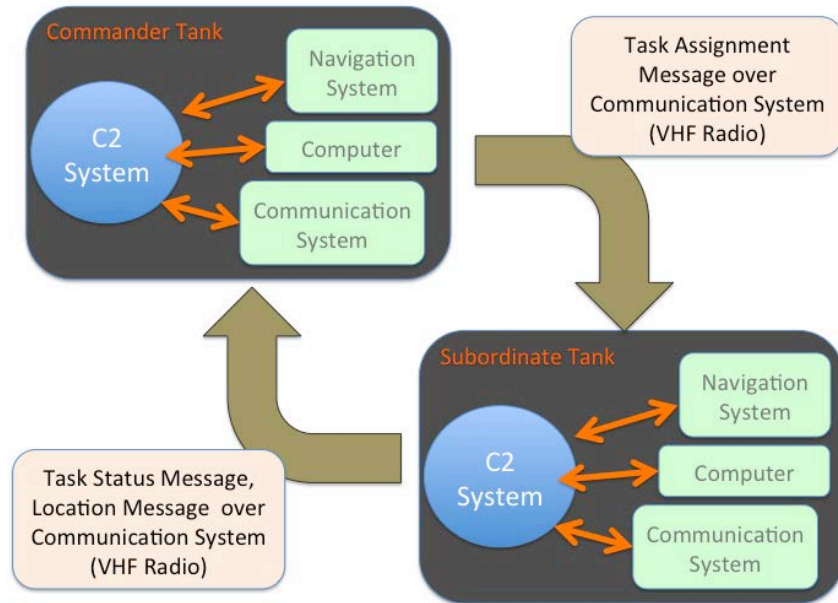 Commander Tank
Navigation
System
C2
System
Computer
Communication
System
Task Assignment
Message over
Communication System
(VHF Radio)
Subordinate Tank
Navigation
System
C2
System
Computer
Communication
System
Task Status Message,
Location Message over
Communication System
(VHF Radio)